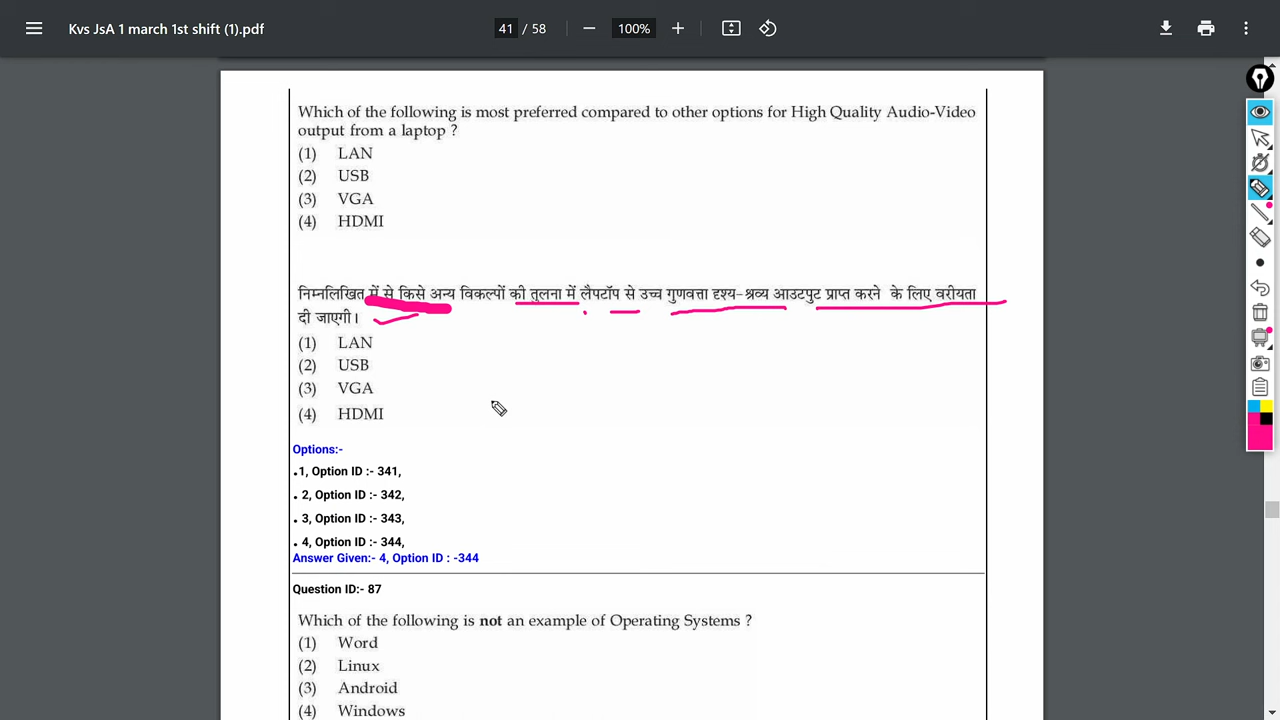 Kvs JsA 1 march 1st shift (1).pdf
41 / 58
100%
Which of the following is most preferred compared to other options for High Quality Audio-Video
output from a laptop ?
(1) LAN
(2) USB
(3) VGA
(4) HDMI
निम्नलिखित में से किसे अन्य विकल्पों की तुलना में लैपटॉप से उच्च गुणवत्ता दृश्य-श्रव्य आउटपुट प्राप्त करने के लिए वरीयता
दी जाएगी।
(1) LAN
(2) USB
(3) VGA
(4) HDMI
Options:-
.1, Option ID :- 341,
. 2, Option ID :- 342,
. 3, Option ID :- 343,
. 4, Option ID :- 344,
Answer Given:- 4, Option ID : -344
Question ID:- 87
Which of the following is not an example of Operating Systems ?
(1) Word
(2) Linux
(3) Android
(4) Windows